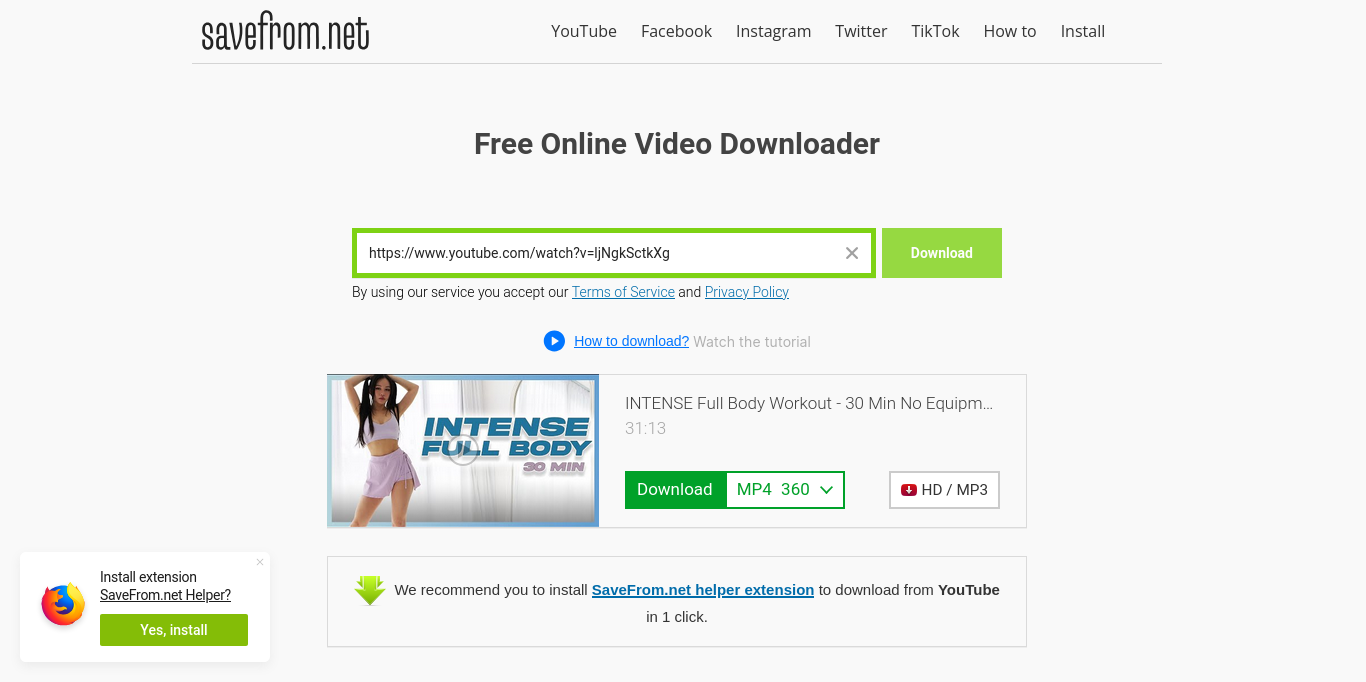 savefrom.net
YouTube Facebook Instagram Twitter TikTok How to Install
Free Online Video Downloader
https://www.youtube.com/watch?v=ljNgkSctkXg
Download
By using our service you accept our Terms of Service and Privacy Policy
How to download? Watch the tutorial
INTENSE
FULL BODY
30 MIN
INTENSE Full Body Workout - 30 Min No Equipm...
31:13
Download MP4 360
HD / MP3
We recommend you to install SaveFrom.net helper extension to download from YouTube
in 1 click.
Install extension
SaveFrom.net Helper?
Yes, install